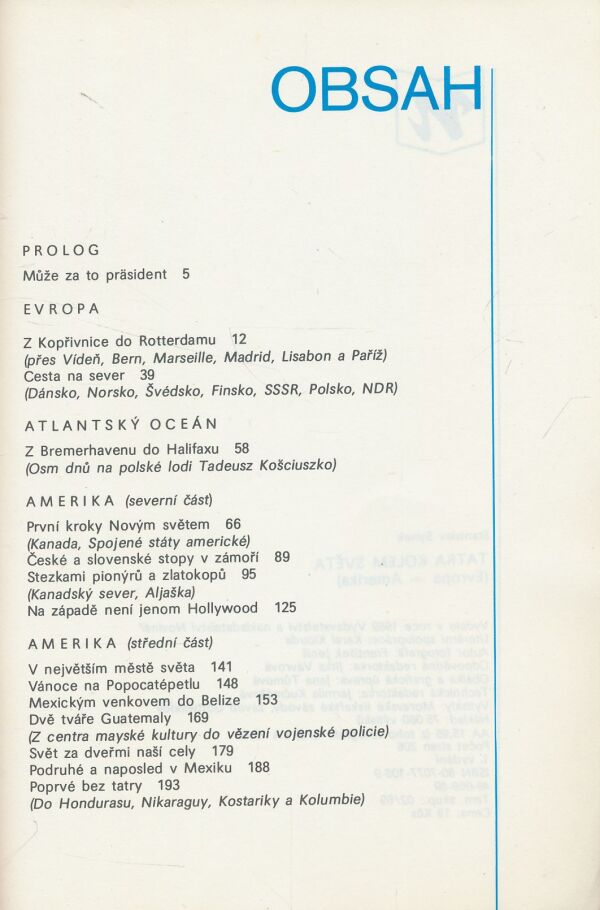 OBSAH
PROLOG
Může za to präsident 5
EVROPA
Z Kopřivnice do Rotterdamu 12
(přes Vídeň, Bern, Marseille, Madrid, Lisabon a Paříž)
Cesta na sever 39
(Dánsko, Norsko, Švédsko, Finsko, SSSR, Polsko, NDR)
ATLANTSKÝ OCEÁN
Z Bremerhavenu do Halifaxu 58
(Osm dnů na polské lodi Tadeusz Košciuszko)
AMERIKA (severní část)
První kroky Novým světem 66
(Kanada, Spojené státy americké)
České a slovenské stopy v zámoří 89
Stezkami pionýrů a zlatokopů 95
(Kanadský sever, Aljaška)
Na západě není jenom Hollywood 125
AMERIKA (střední část)
V největším městě světa 141
Vánoce na Popocatépetlu 148
Mexickým venkovem do Belize 153
Dvě tváře Guatemaly 169
(Z centra mayské kultury do vězení vojenské policie)
Svět za dveřmi naší cely 179
Podruhé a naposled v Mexiku 188
Poprvé bez tatry 193
(Do Hondurasu, Nikaraguy, Kostariky a Kolumbie)